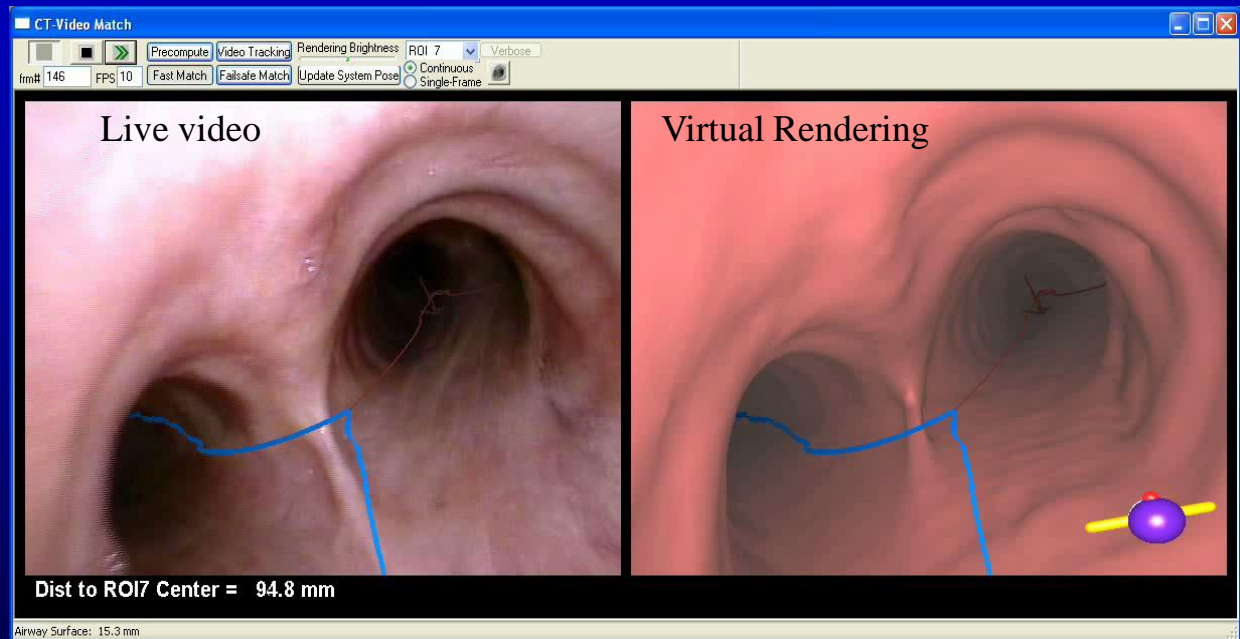 CT-Video Match
Precompute Video Tracking Rendering Brightness ROI 7 Verbose
frm# 146 FPS 10 Fast Match Failsafe Match Update System Pose Continuous
Single-Frame
Live video Virtual Rendering
Dist to ROI7 Center = 94.8 mm
Airway Surface: 15.3 mm